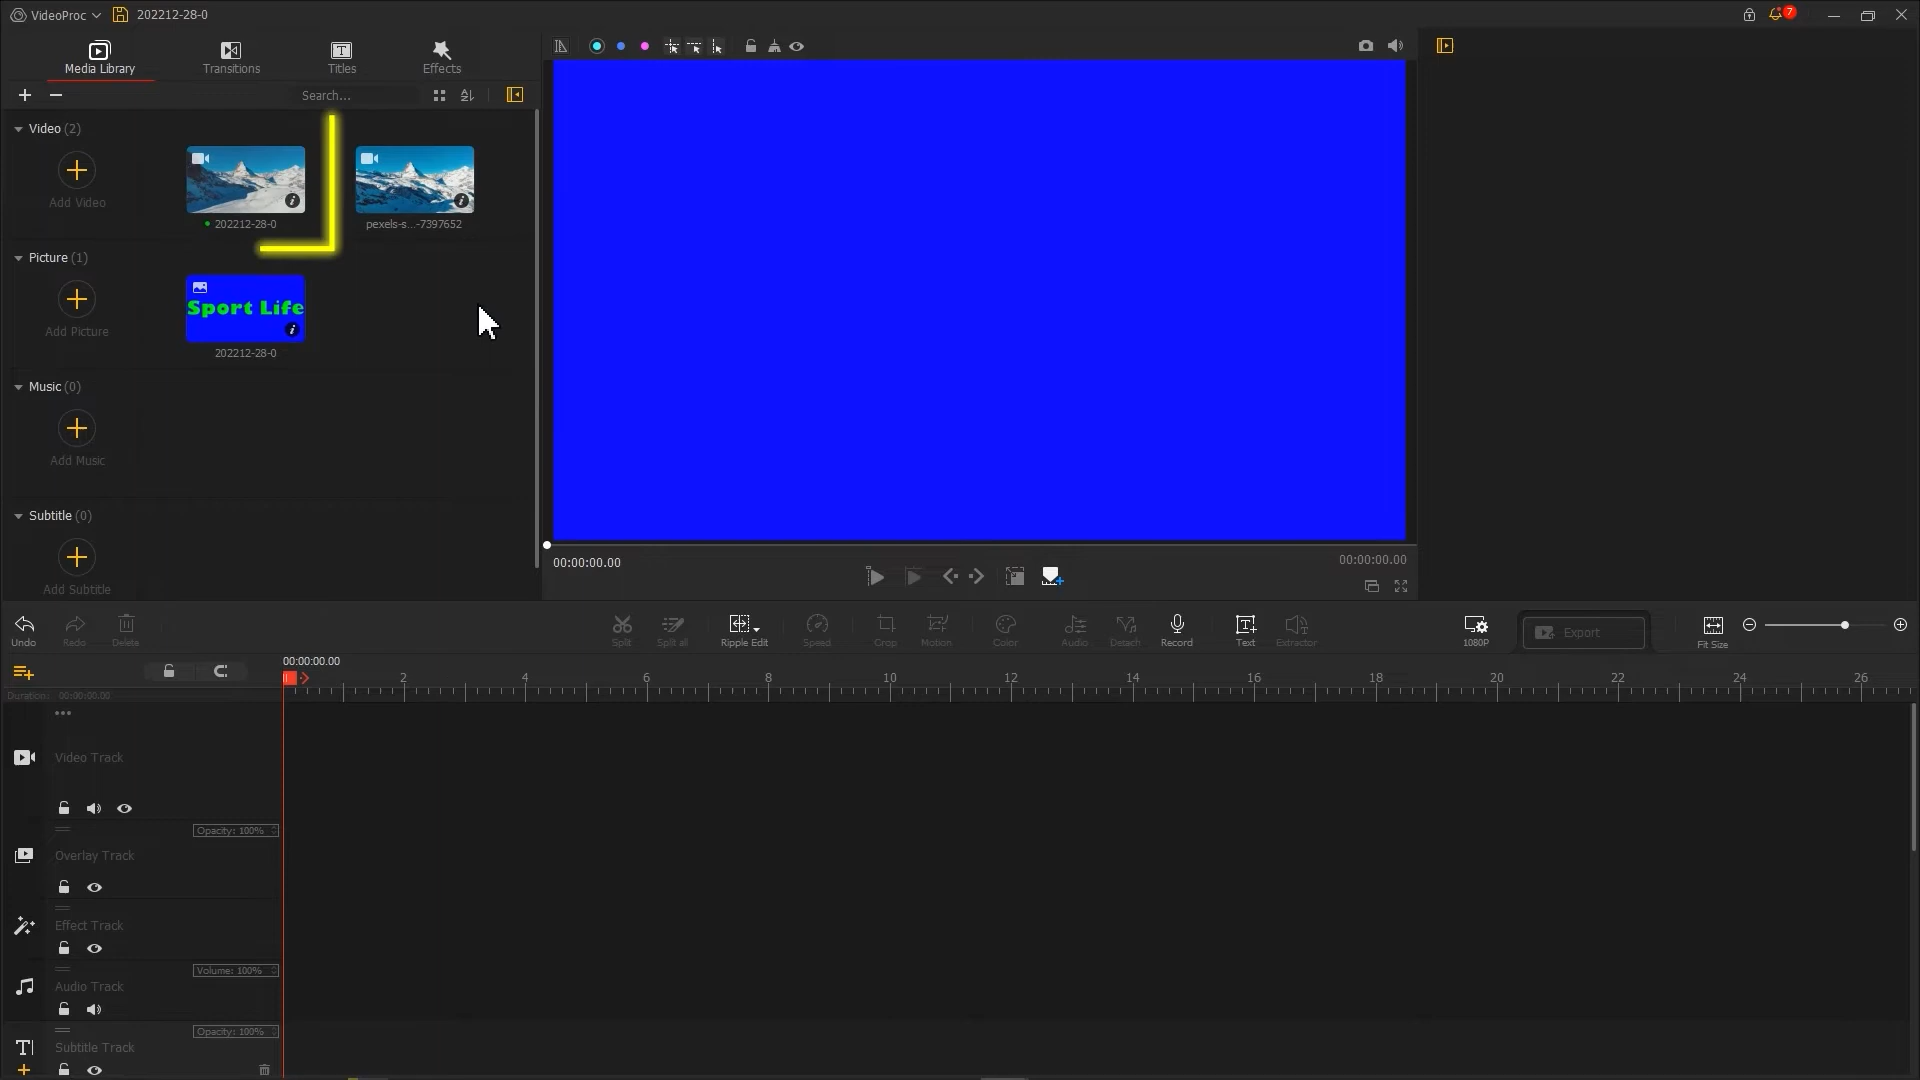 VideoProc
202212-28-0
7
Media Library
Transitions
Titles
Effects
Search...
Video (2)
Add Video
202212-28-0
pexels-s...-7397652
Picture (1)
Add Picture
Sport Life
202212-28-0
Music (0)
Add Music
Subtitle (0)
Add Subtitle
00:00:00.00
00:00:00.00
Undo
Redo
Delete
Split
Split all
Ripple Edit
Speed
Crop
Motion
Color
Audio
Detach
Record
Text
Extractor
1080P
Export
Fit Size
00:00:00.00
2 4 6 8 10 12 14 16 18 20 22 24 26
Duration: 00:00:00.00
Video Track
Opacity: 100%
Overlay Track
Effect Track
Volume: 100%
Audio Track
Opacity: 100%
Subtitle Track